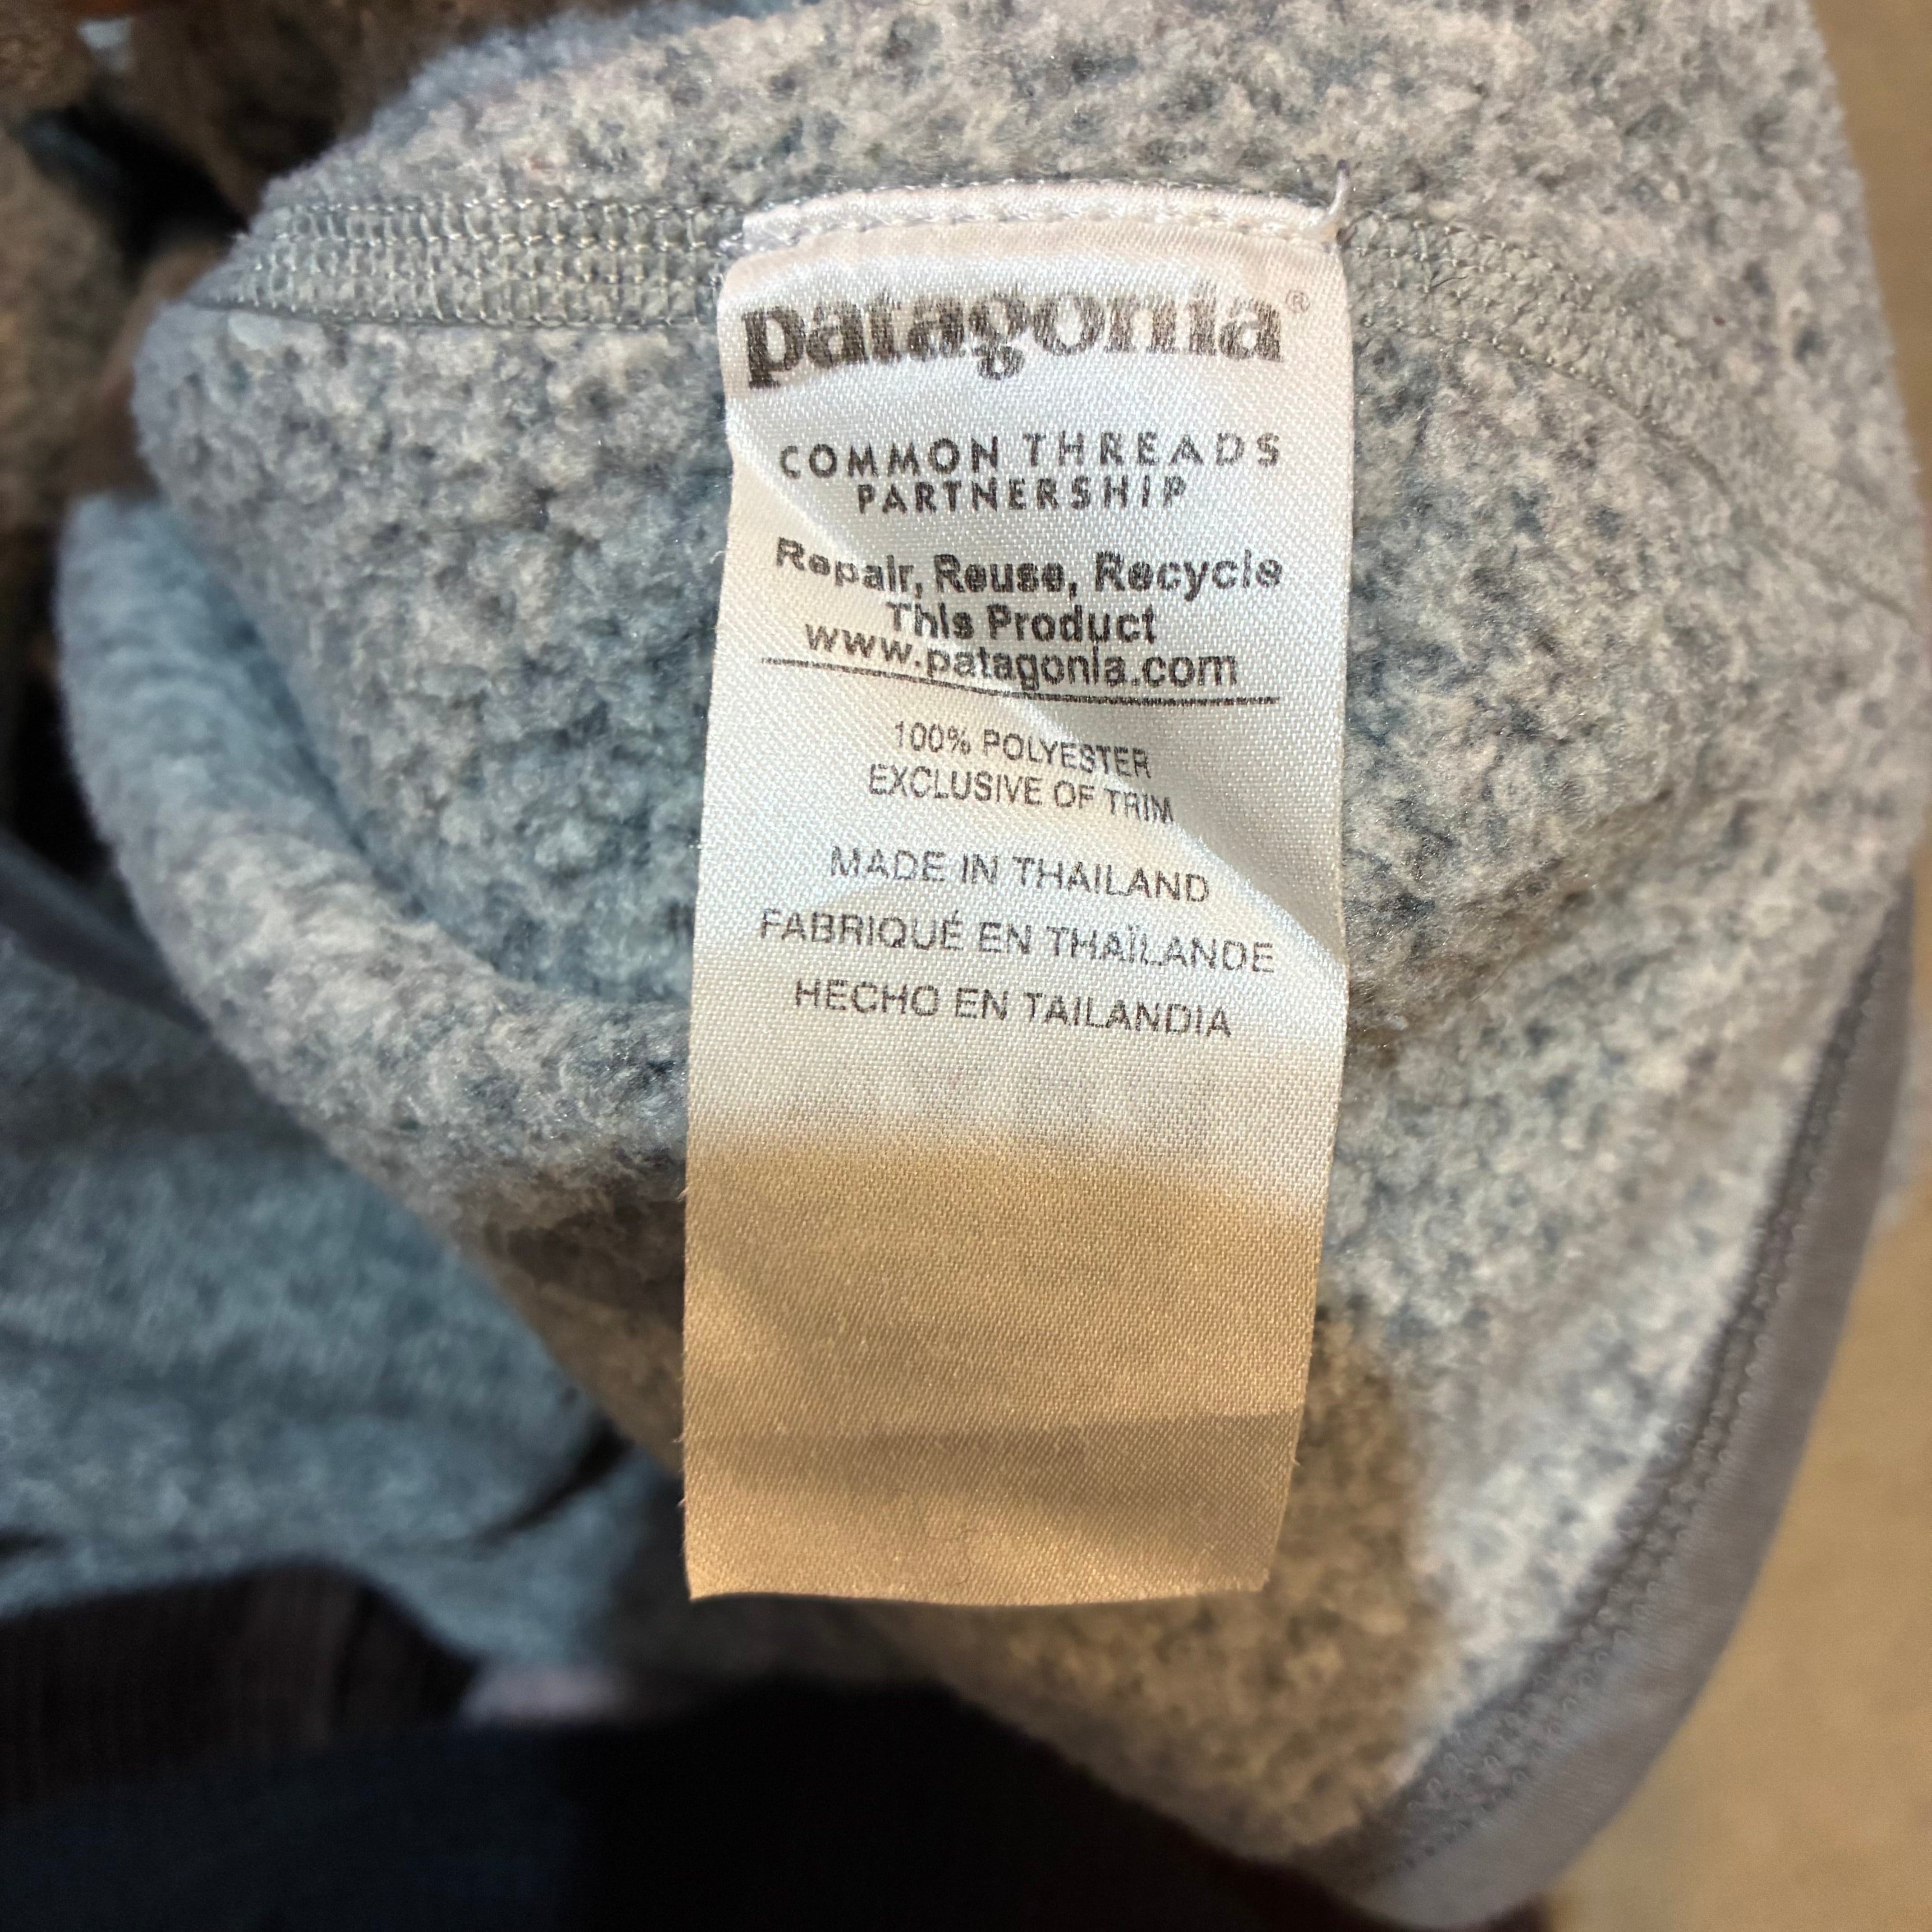 patagonia®
COMMON THREADS
PARTNERSHIP
Repair, Reuse, Recycle
This Product
www.patagonia.com
100% POLYESTER
EXCLUSIVE OF TRIM
MADE IN THAILAND
FABRIQUÉ EN THAÏLANDE
HECHO EN TAILANDIA